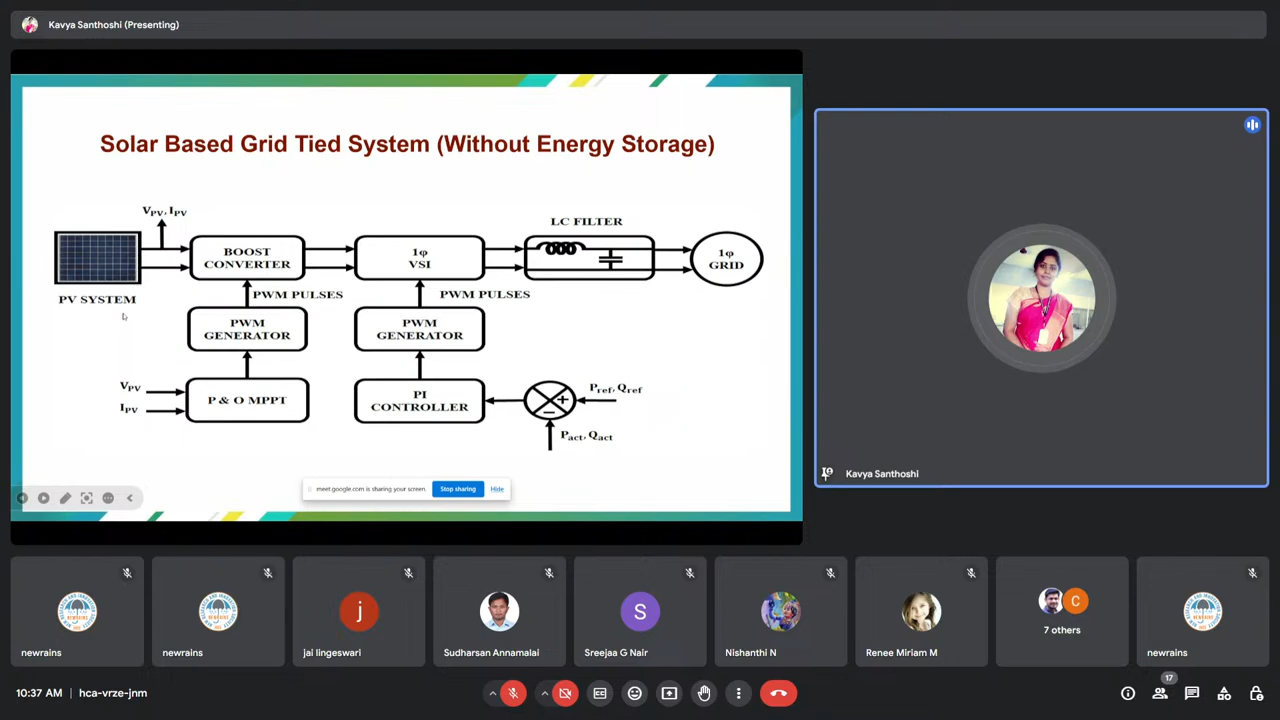 Kavya Santhoshi (Presenting)
Solar Based Grid Tied System (Without Energy Storage)
VPV, IPV
LC FILTER
BOOST
CONVERTER
1φ
VSI
1φ
GRID
PV SYSTEM
PWM PULSES
PWM PULSES
PWM
GENERATOR
PWM
GENERATOR
VPV
IPV
P & O MPPT
PI
CONTROLLER
+
−
Pref, Qref
Pact, Qact
meet.google.com is sharing your screen.
Stop sharing
Hide
Kavya Santhoshi
newrains
newrains
j
jai lingeswari
Sudharsan Annamalai
S
Sreejaa G Nair
Nishanthi N
Renee Miriam M
C
7 others
newrains
10:37 AM | hca-vrze-jnm
17